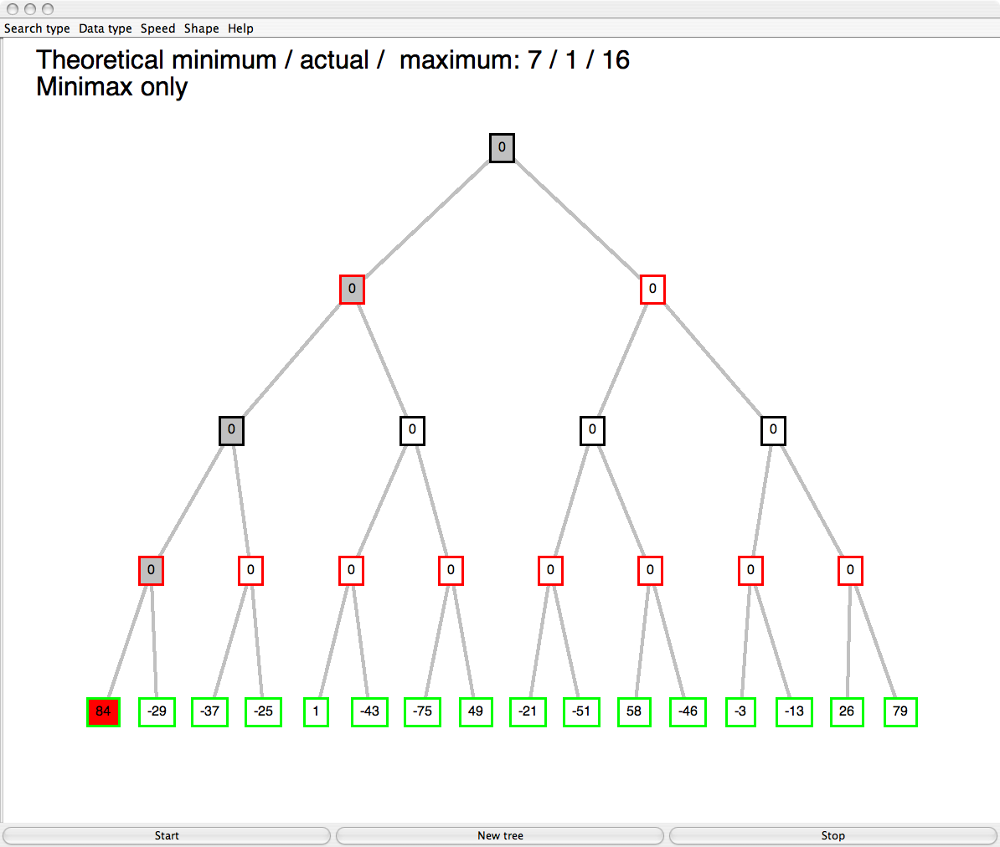 Search type Data type Speed Shape Help
Theoretical minimum / actual /  maximum: 7 / 1 / 16
Minimax only
0
0 0
0 0 0 0
0 0 0 0 0 0 0 0
84 -29 -37 -25 1 -43 -75 49 -21 -51 58 -46 -3 -13 26 79
Start New tree Stop